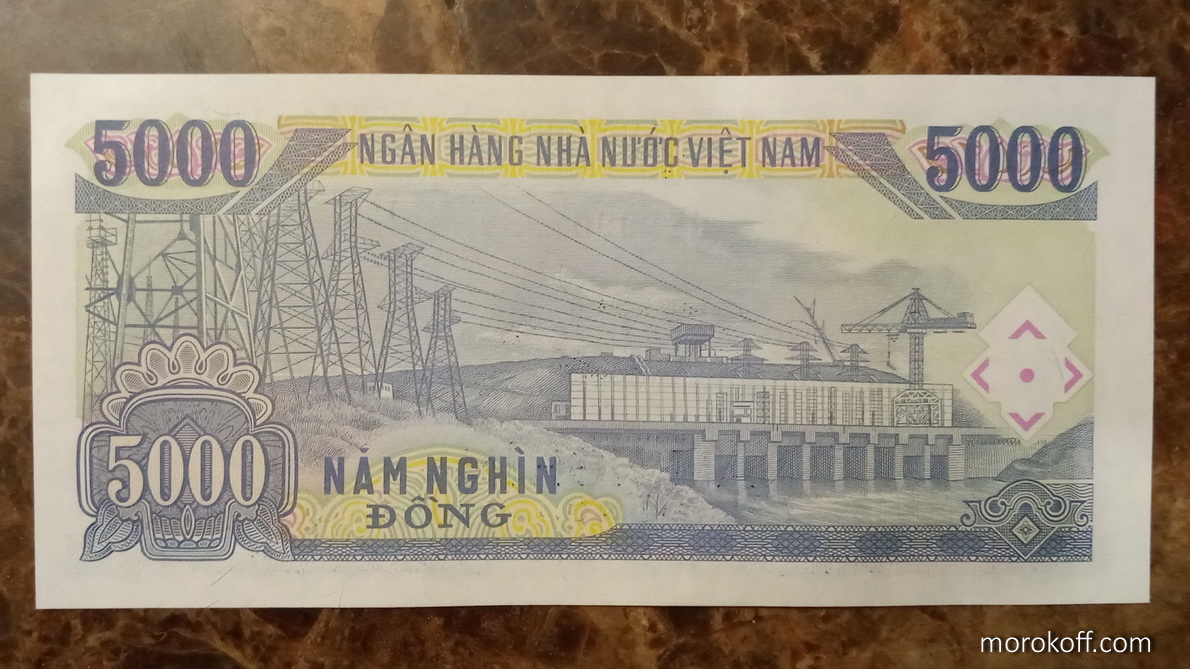 5000 NGÂN HÀNG NHÀ NƯỚC VIỆT NAM 5000
5000
NĂM NGHÌN
ĐỒNG
morokoff.com